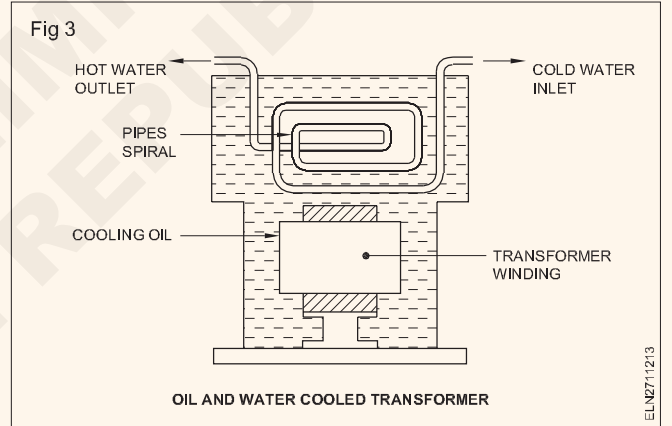 Fig 3
HOT WATER
OUTLET
COLD WATER
INLET
PIPES
SPIRAL
COOLING OIL
TRANSFORMER
WINDING
OIL AND WATER COOLED TRANSFORMER
ELN2711213